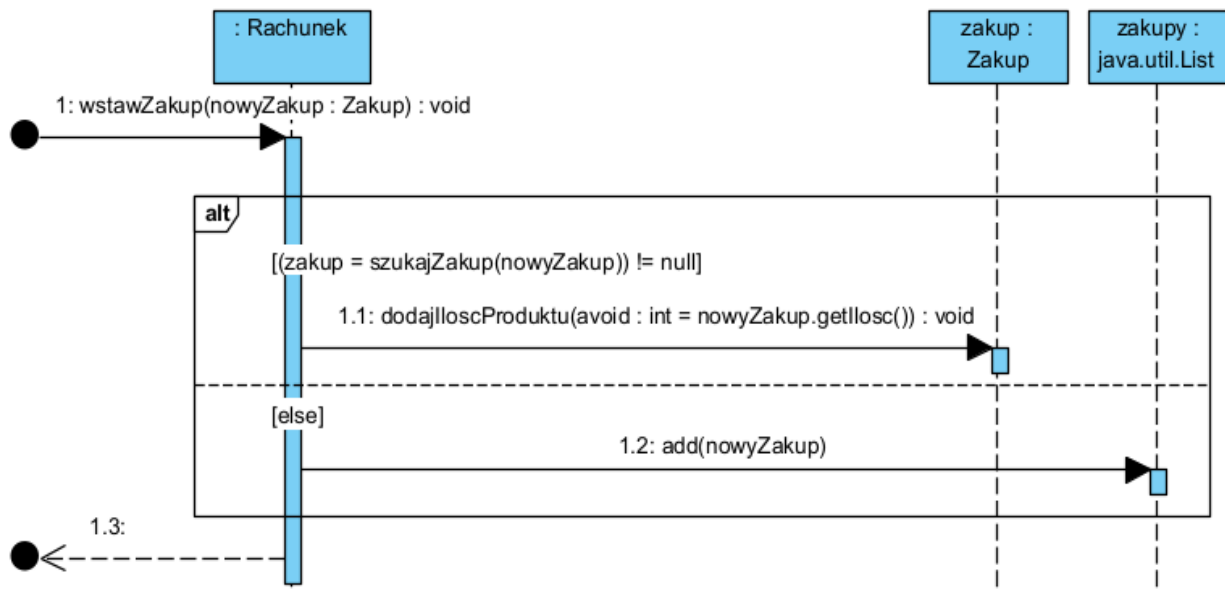 : Rachunek
zakup :
Zakup
zakupy :
java.util.List
1: wstawZakup(nowyZakup : Zakup) : void
alt
[(zakup = szukajZakup(nowyZakup)) != null]
1.1: dodajIloscProduktu(avoid : int = nowyZakup.getIlosc()) : void
[else]
1.2: add(nowyZakup)
1.3: